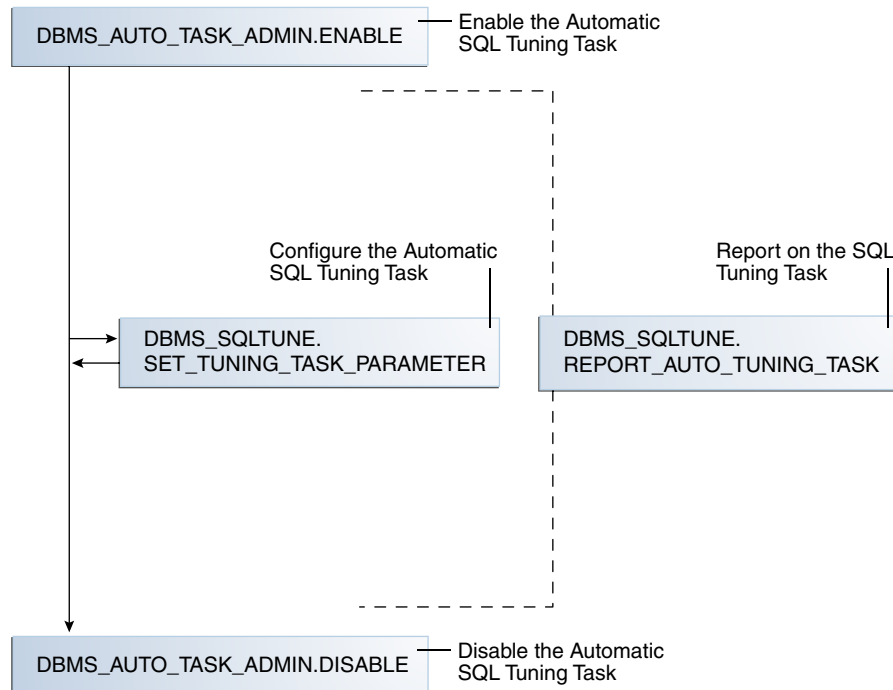 DBMS_AUTO_TASK_ADMIN.ENABLE
Enable the Automatic
SQL Tuning Task
Configure the Automatic
SQL Tuning Task
Report on the SQL
Tuning Task
DBMS_SQLTUNE.
SET_TUNING_TASK_PARAMETER
DBMS_SQLTUNE.
REPORT_AUTO_TUNING_TASK
DBMS_AUTO_TASK_ADMIN.DISABLE
Disable the Automatic
SQL Tuning Task